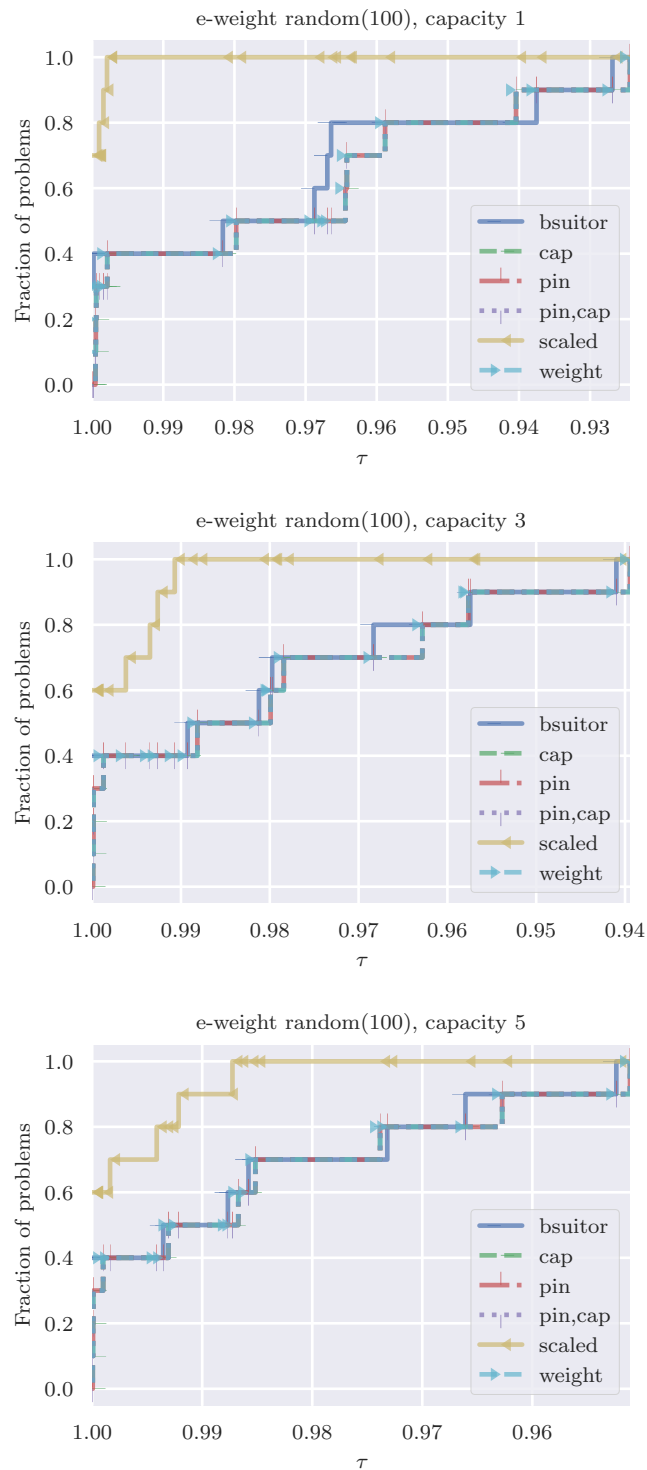 e-weight random(100), capacity 1
1.0
0.8
0.6
0.4
0.2
0.0
Fraction of problems
bsuitor
cap
pin
pin,cap
scaled
weight
1.00 0.99 0.98 0.97 0.96 0.95 0.94 0.93
τ
e-weight random(100), capacity 3
1.0
0.8
0.6
0.4
0.2
0.0
Fraction of problems
bsuitor
cap
pin
pin,cap
scaled
weight
1.00 0.99 0.98 0.97 0.96 0.95 0.94
τ
e-weight random(100), capacity 5
1.0
0.8
0.6
0.4
0.2
0.0
Fraction of problems
bsuitor
cap
pin
pin,cap
scaled
weight
1.00 0.99 0.98 0.97 0.96
τ